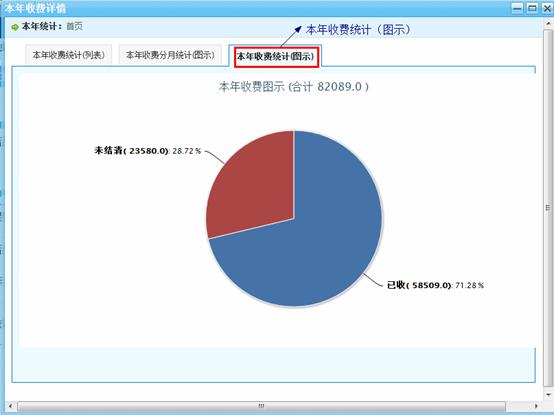 本年收费详情
本年统计：首页
本年收费统计（图示）
本年收费统计(列表)
本年收费分月统计(图示)
本年收费统计(图示)
本年收费图示 (合计 82089.0 )
未结清( 23580.0): 28.72 %
已收( 58509.0): 71.28 %